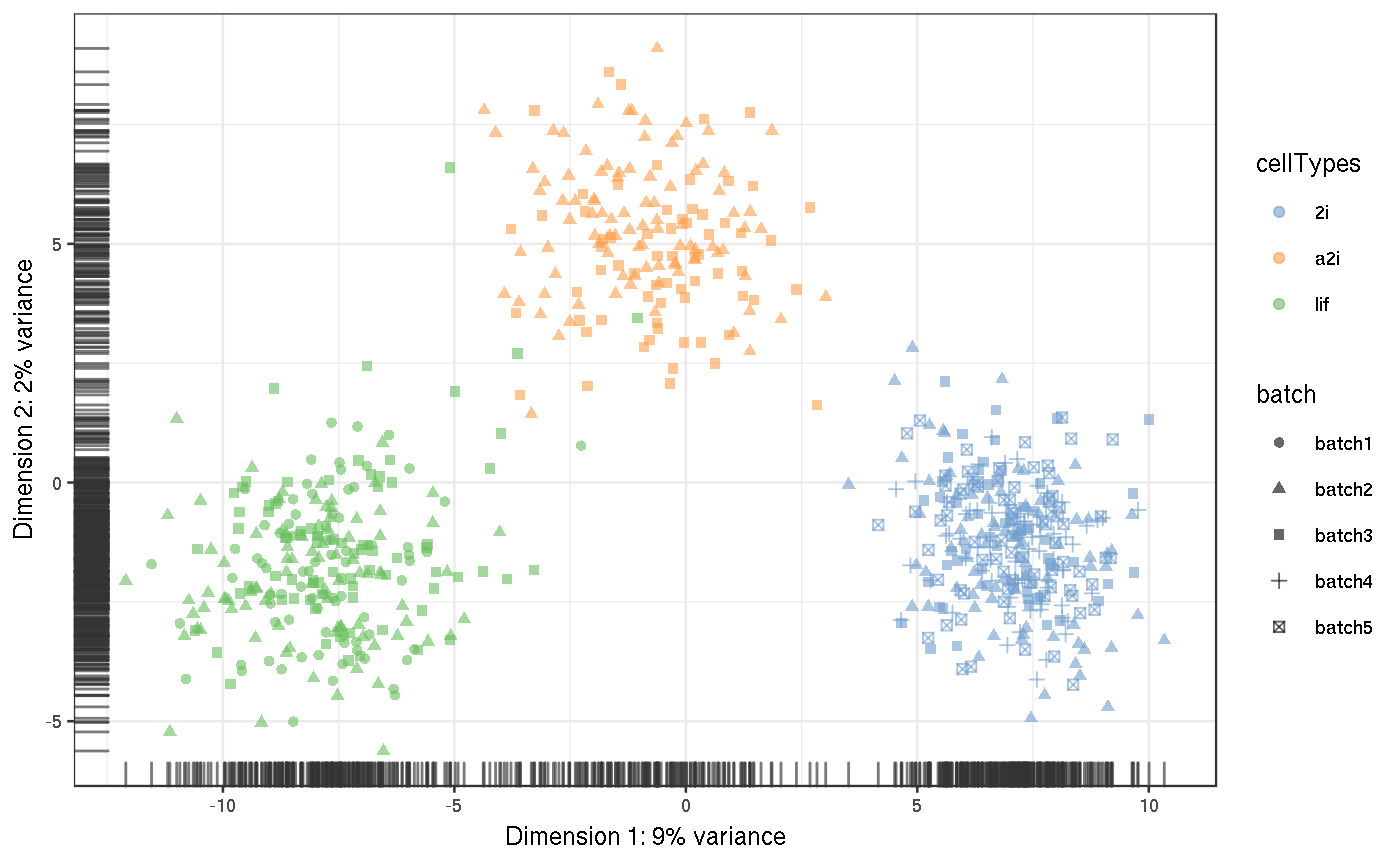 5
0
-5
-10
-5
0
5
10
Dimension 1: 9% variance
Dimension 2: 2% variance
cellTypes
2i
a2i
lif
batch
batch1
batch2
batch3
batch4
batch5